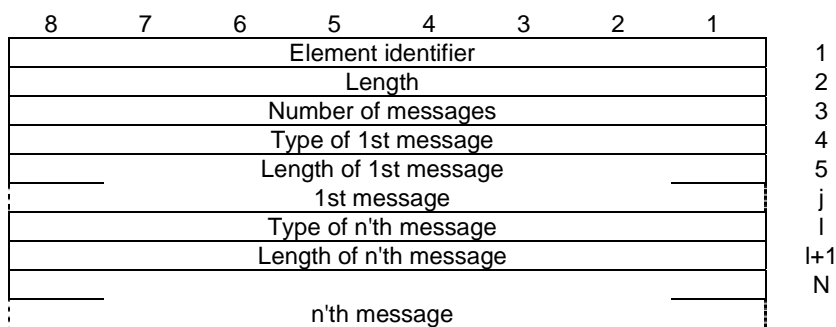 8 7 6 5 4 3 2 1
Element identifier 1
Length 2
Number of messages 3
Type of 1st message 4
Length of 1st message 5
1st message j
Type of n'th message l
Length of n'th message l+1
N
n'th message